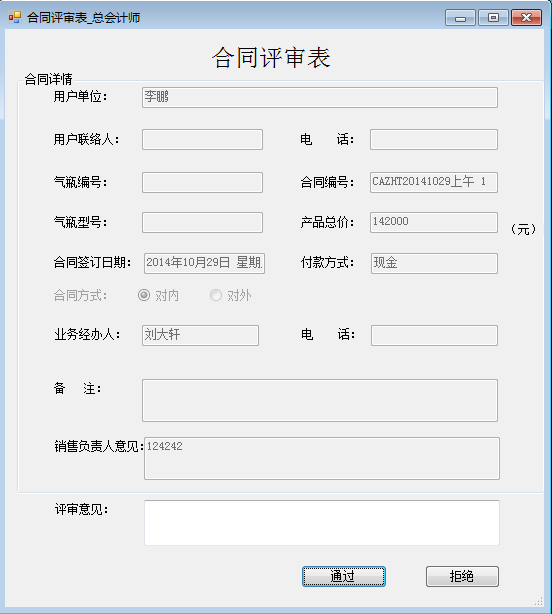 合同评审表_总会计师
合同评审表
合同详情
用户单位： 李鹏
用户联络人： 电 话：
气瓶编号： 合同编号： CAZHT20141029上午 1
气瓶型号： 产品总价： 142000 （元）
合同签订日期： 2014年10月29日 星期 付款方式： 现金
合同方式： 对内 对外
业务经办人： 刘大轩 电 话：
备 注：
销售负责人意见： 124242
评审意见：
通过 拒绝